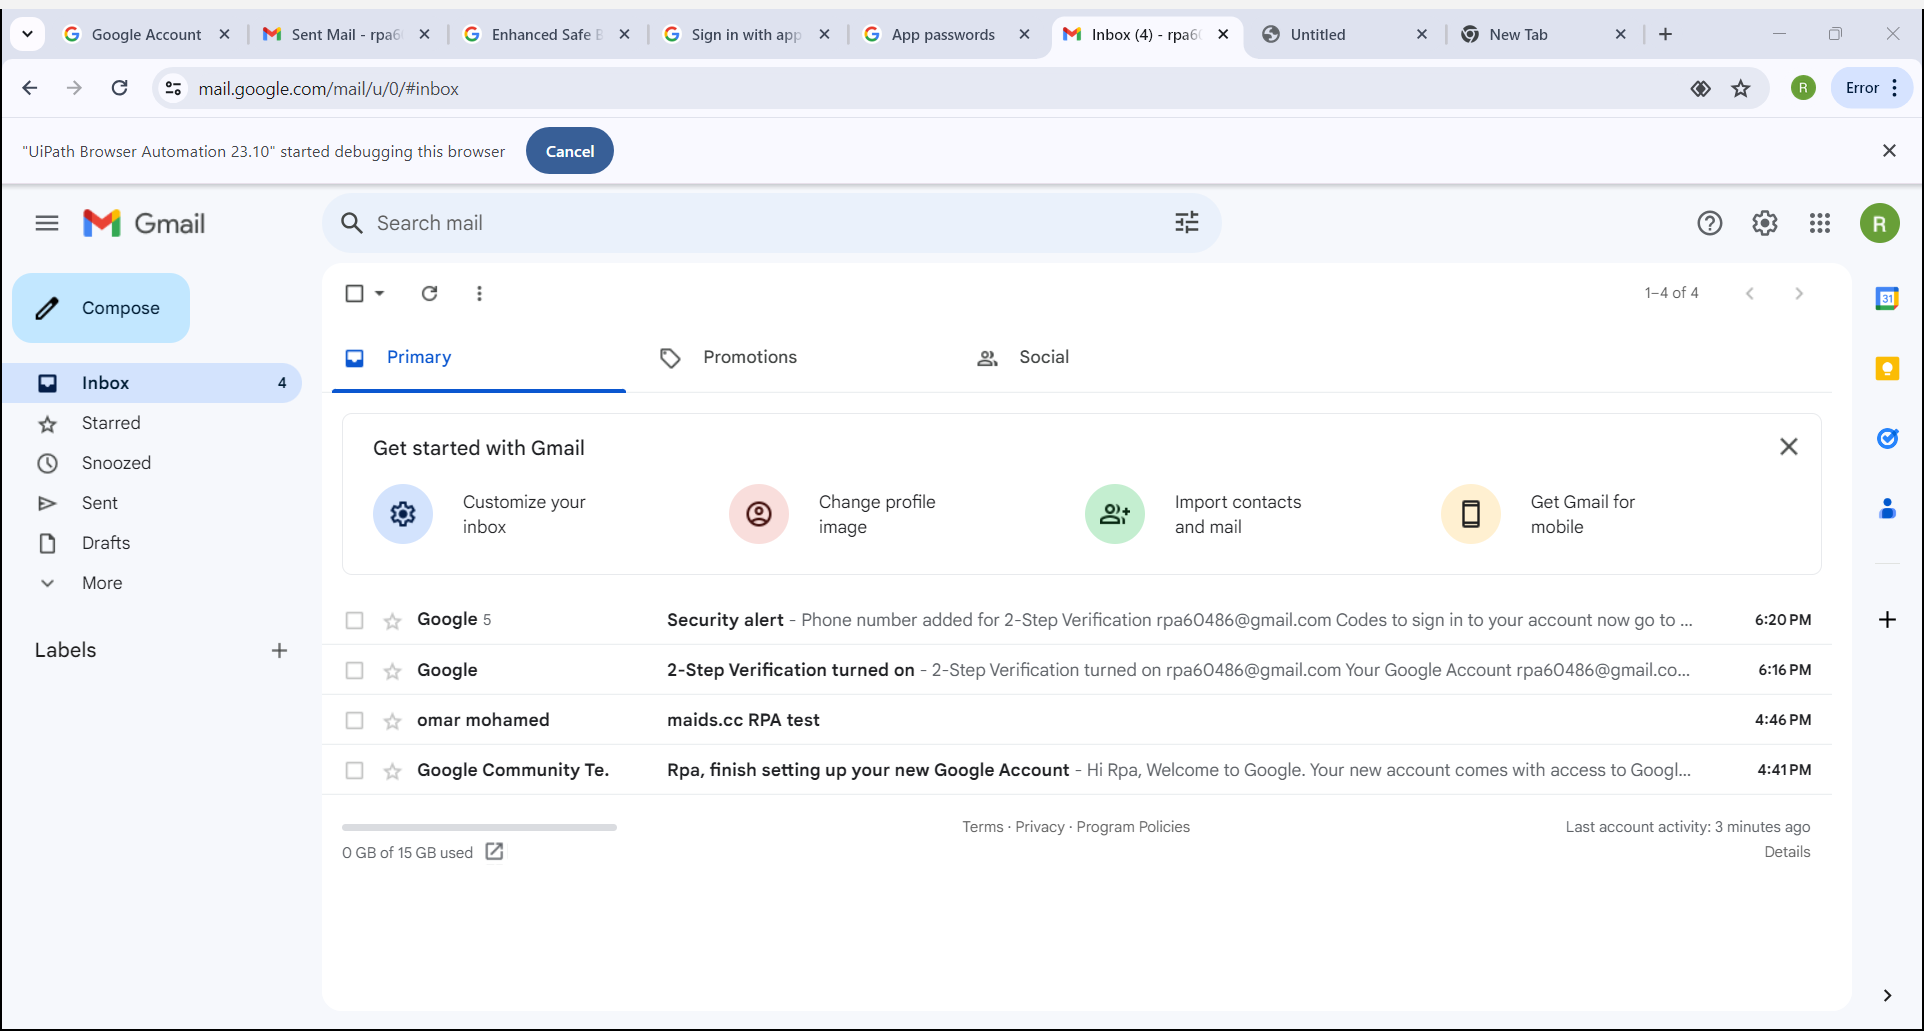 Google Account
Sent Mail - rpa6
Enhanced Safe B
Sign in with app
App passwords
Inbox (4) - rpa6
Untitled
New Tab
mail.google.com/mail/u/0/#inbox
R
Error
"UiPath Browser Automation 23.10" started debugging this browser
Cancel
Gmail
Search mail
R
Compose
1–4 of 4
31
Primary
Promotions
Social
Inbox 4
Starred
Snoozed
Sent
Drafts
More
Labels
Get started with Gmail
Customize your
inbox
Change profile
image
Import contacts
and mail
Get Gmail for
mobile
Google 5 Security alert - Phone number added for 2-Step Verification rpa60486@gmail.com Codes to sign in to your account now go to ... 6:20 PM
Google 2-Step Verification turned on - 2-Step Verification turned on rpa60486@gmail.com Your Google Account rpa60486@gmail.co... 6:16 PM
omar mohamed maids.cc RPA test 4:46 PM
Google Community Te. Rpa, finish setting up your new Google Account - Hi Rpa, Welcome to Google. Your new account comes with access to Googl... 4:41 PM
0 GB of 15 GB used
Terms · Privacy · Program Policies
Last account activity: 3 minutes ago
Details